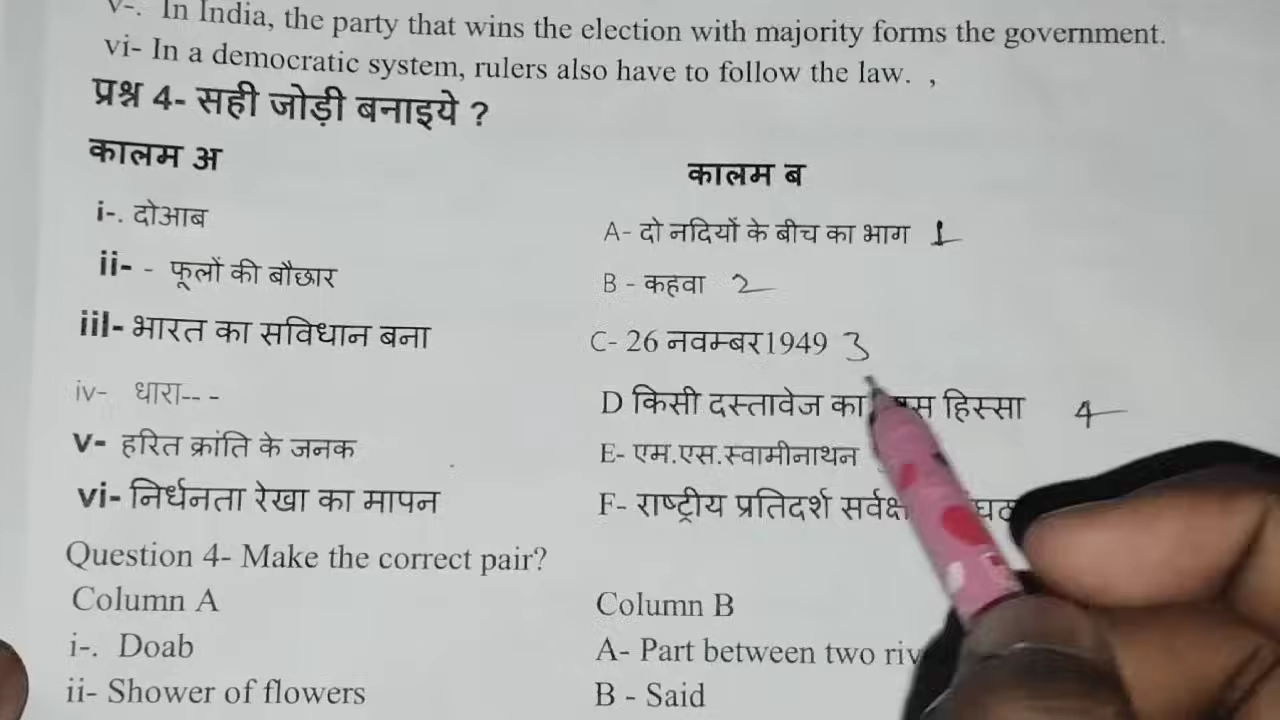 v-. In India, the party that wins the election with majority forms the government.
vi- In a democratic system, rulers also have to follow the law. ,
प्रश्न 4- सही जोड़ी बनाइये ?
कालम अ
कालम ब
i-. दोआब
A- दो नदियों के बीच का भाग 1
ii- - फूलों की बौछार
B - कहवा 2
iii- भारत का सविधान बना
C- 26 नवम्बर1949 3
iv- धारा-- -
D किसी दस्तावेज का हिस्सा 4
v- हरित क्रांति के जनक
E- एम.एस.स्वामीनाथन
vi- निर्धनता रेखा का मापन
F- राष्ट्रीय प्रतिदर्श
Question 4- Make the correct pair?
Column A
Column B
i-. Doab
A- Part between two
ii- Shower of flowers
B - Said